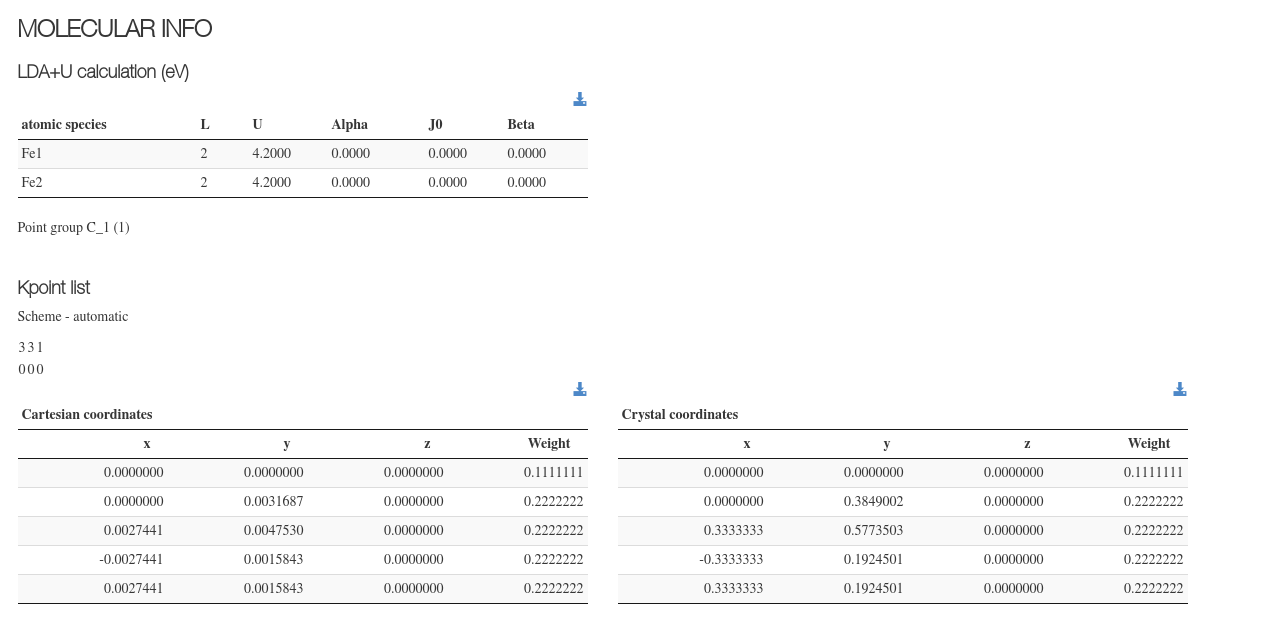 MOLECULAR INFO
LDA+U calculation (eV)
atomic species L U Alpha J0 Beta
Fe1 2 4.2000 0.0000 0.0000 0.0000
Fe2 2 4.2000 0.0000 0.0000 0.0000
Point group C_1 (1)
Kpoint list
Scheme - automatic
3 3 1
0 0 0
Cartesian coordinates
x y z Weight
0.0000000 0.0000000 0.0000000 0.1111111
0.0000000 0.0031687 0.0000000 0.2222222
0.0027441 0.0047530 0.0000000 0.2222222
-0.0027441 0.0015843 0.0000000 0.2222222
0.0027441 0.0015843 0.0000000 0.2222222
Crystal coordinates
x y z Weight
0.0000000 0.0000000 0.0000000 0.1111111
0.0000000 0.3849002 0.0000000 0.2222222
0.3333333 0.5773503 0.0000000 0.2222222
-0.3333333 0.1924501 0.0000000 0.2222222
0.3333333 0.1924501 0.0000000 0.2222222